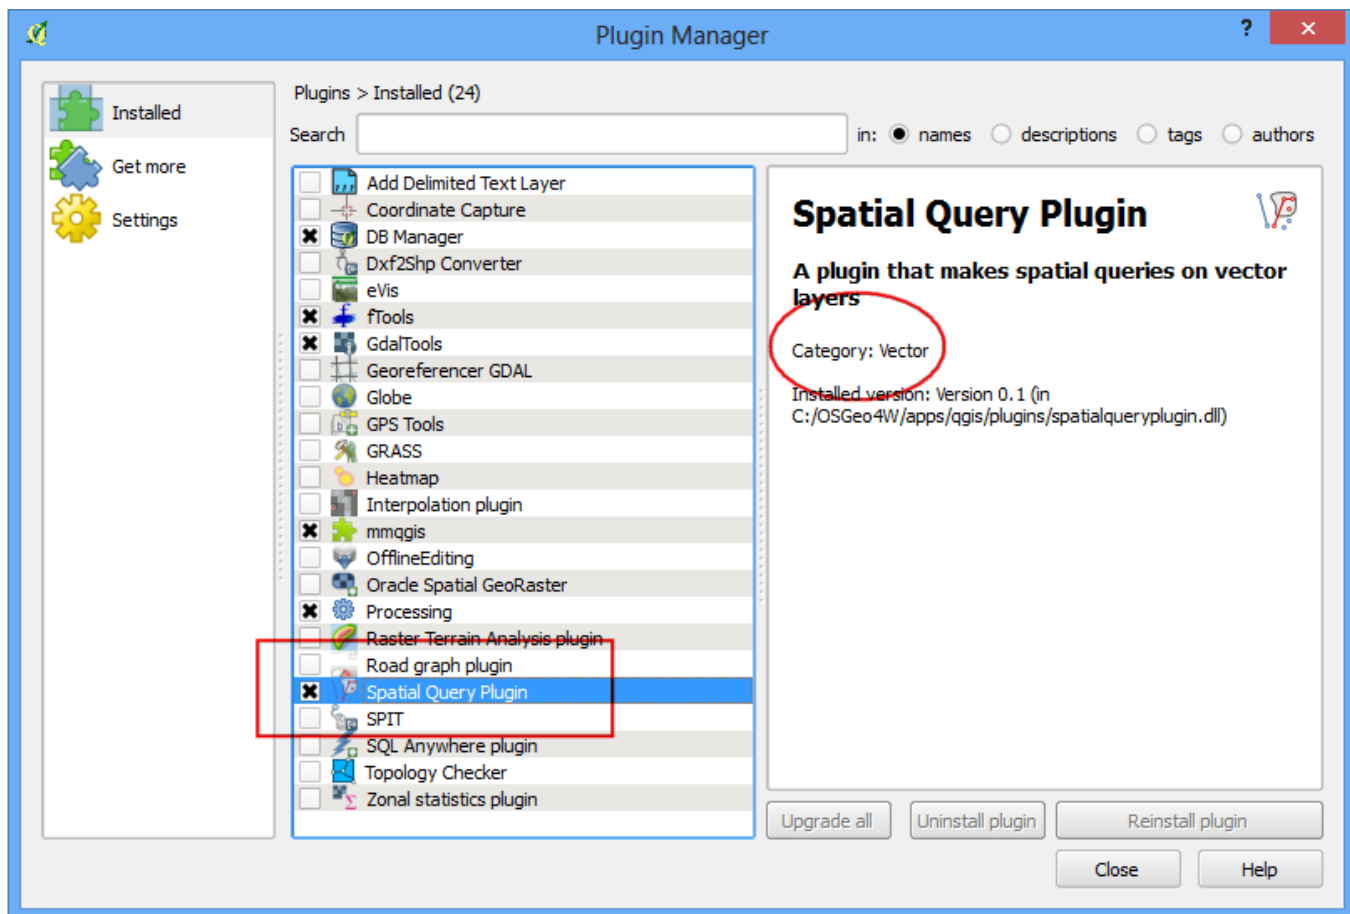 Plugin Manager
?
Plugins > Installed (24)
Installed
Get more
Settings
Search
in: names descriptions tags authors
Add Delimited Text Layer
Coordinate Capture
DB Manager
Dxf2Shp Converter
eVis
fTools
GdalTools
Georeferencer GDAL
Globe
GPS Tools
GRASS
Heatmap
Interpolation plugin
mmqgis
OfflineEditing
Oracle Spatial GeoRaster
Processing
Raster Terrain Analysis plugin
Road graph plugin
Spatial Query Plugin
SPIT
SQL Anywhere plugin
Topology Checker
Zonal statistics plugin
Spatial Query Plugin
A plugin that makes spatial queries on vector
layers
Category: Vector
Installed version: Version 0.1 (in
C:/OSGeo4W/apps/qgis/plugins/spatialqueryplugin.dll)
Upgrade all
Uninstall plugin
Reinstall plugin
Close
Help